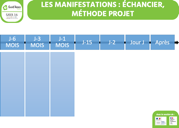 LES MANIFESTATIONS : ÉCHANCIER,
MÉTHODE PROJET
J-6
MOIS
J-3
MOIS
J-1
MOIS
J-15
J-2
Jour J
Après